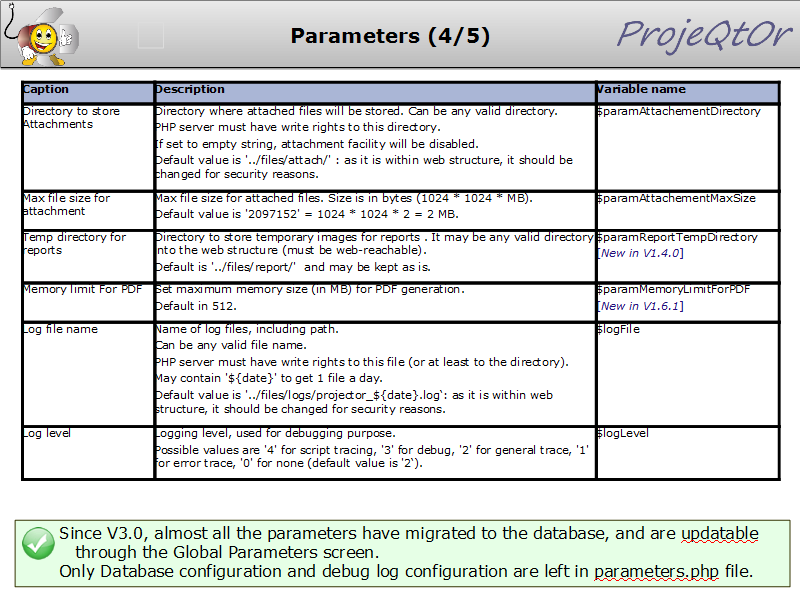 Parameters (4/5)
ProjeQtOr
Caption
Description
Variable name
Directory to store
Attachments
Directory where attached files will be stored. Can be any valid directory.
PHP server must have write rights to this directory.
If set to empty string, attachment facility will be disabled.
Default value is '../files/attach/' : as it is within web structure, it should be
changed for security reasons.
$paramAttachementDirectory
Max file size for
attachment
Max file size for attached files. Size is in bytes (1024 * 1024 * MB).
Default value is '2097152' = 1024 * 1024 * 2 = 2 MB.
$paramAttachementMaxSize
Temp directory for
reports
Directory to store temporary images for reports . It may be any valid directory
into the web structure (must be web-reachable).
Default is '../files/report/'  and may be kept as is.
$paramReportTempDirectory
[New in V1.4.0]
Memory limit For PDF
Set maximum memory size (in MB) for PDF generation.
Default in 512.
$paramMemoryLimitForPDF
[New in V1.6.1]
Log file name
Name of log files, including path.
Can be any valid file name.
PHP server must have write rights to this file (or at least to the directory).
May contain '${date}' to get 1 file a day.
Default value is '../files/logs/projector_${date}.log': as it is within web
structure, it should be changed for security reasons.
$logFile
Log level
Logging level, used for debugging purpose.
Possible values are '4' for script tracing, '3' for debug, '2' for general trace, '1'
for error trace, '0' for none (default value is '2').
$logLevel
Since V3.0, almost all the parameters have migrated to the database, and are updatable
through the Global Parameters screen.
Only Database configuration and debug log configuration are left in parameters.php file.